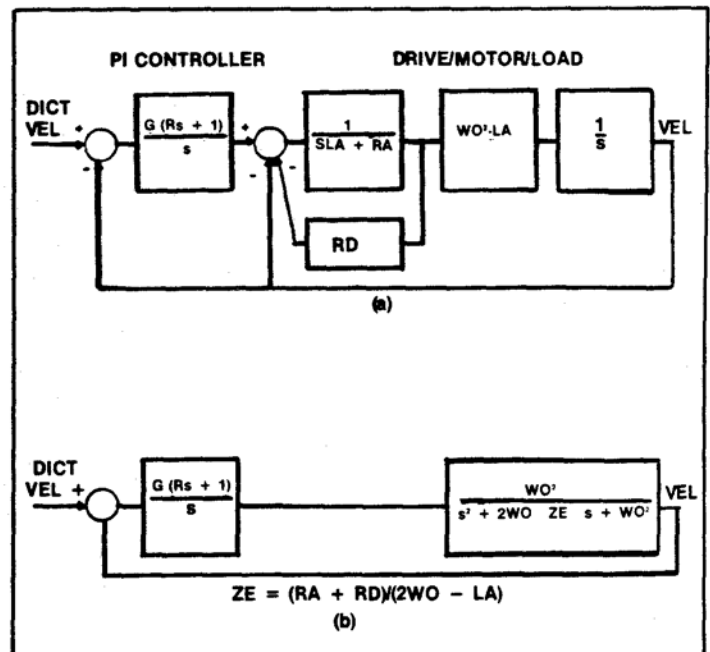 PI CONTROLLER
DRIVE/MOTOR/LOAD
DICT
VEL +
-
G (Rs + 1)
s
+
-
-
1
SLA + RA
WO²-LA
1
s
VEL
RD
(a)
DICT
VEL +
G (Rs + 1)
s
WO²
s² + 2WO ZE s + WO²
VEL
ZE = (RA + RD)/(2WO – LA)
(b)